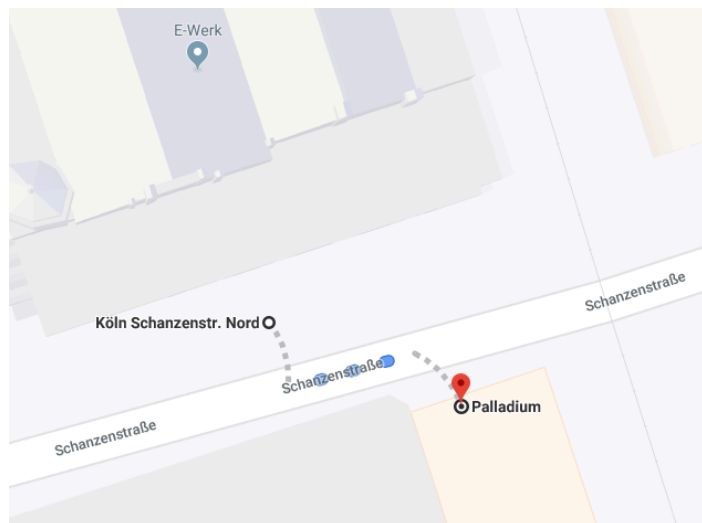 E-Werk
Schanzenstraße
Köln Schanzenstr. Nord
Schanzenstraße
Palladium
Schanzenstraße